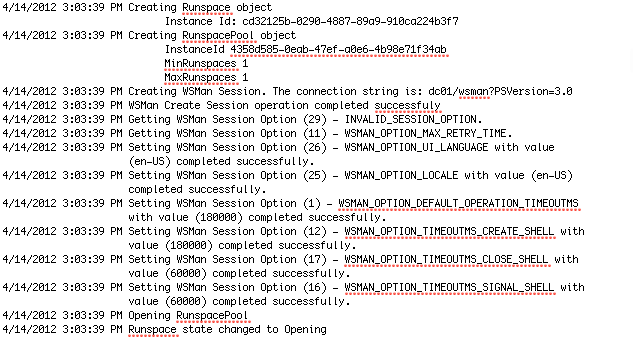 4/14/2012 3:03:39 PM Creating Runspace object
Instance Id: cd32125b-0290-4887-89a9-910ca224b3f7
4/14/2012 3:03:39 PM Creating RunspacePool object
InstanceId 4358d585-0eab-47ef-a0e6-4b98e71f34ab
MinRunspaces 1
MaxRunspaces 1
4/14/2012 3:03:39 PM Creating WSMan Session. The connection string is: dc01/wsman?PSVersion=3.0
4/14/2012 3:03:39 PM WSMan Create Session operation completed successfuly
4/14/2012 3:03:39 PM Getting WSMan Session Option (29) - INVALID_SESSION_OPTION.
4/14/2012 3:03:39 PM Getting WSMan Session Option (11) - WSMAN_OPTION_MAX_RETRY_TIME.
4/14/2012 3:03:39 PM Setting WSMan Session Option (26) - WSMAN_OPTION_UI_LANGUAGE with value
(en-US) completed successfully.
4/14/2012 3:03:39 PM Setting WSMan Session Option (25) - WSMAN_OPTION_LOCALE with value (en-US)
completed successfully.
4/14/2012 3:03:39 PM Setting WSMan Session Option (1) - WSMAN_OPTION_DEFAULT_OPERATION_TIMEOUTMS
with value (180000) completed successfully.
4/14/2012 3:03:39 PM Setting WSMan Session Option (12) - WSMAN_OPTION_TIMEOUTMS_CREATE_SHELL with
value (180000) completed successfully.
4/14/2012 3:03:39 PM Setting WSMan Session Option (17) - WSMAN_OPTION_TIMEOUTMS_CLOSE_SHELL with
value (60000) completed successfully.
4/14/2012 3:03:39 PM Setting WSMan Session Option (16) - WSMAN_OPTION_TIMEOUTMS_SIGNAL_SHELL with
value (60000) completed successfully.
4/14/2012 3:03:39 PM Opening RunspacePool
4/14/2012 3:03:39 PM Runspace state changed to Opening